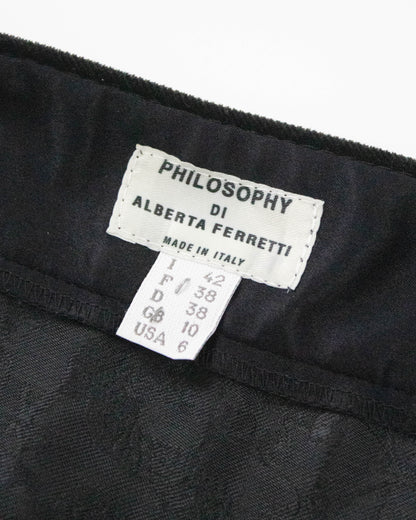 PHILOSOPHY
DI
ALBERTA FERRETTI
MADE IN ITALY
I 42
F 38
D 38
GB 10
USA 6